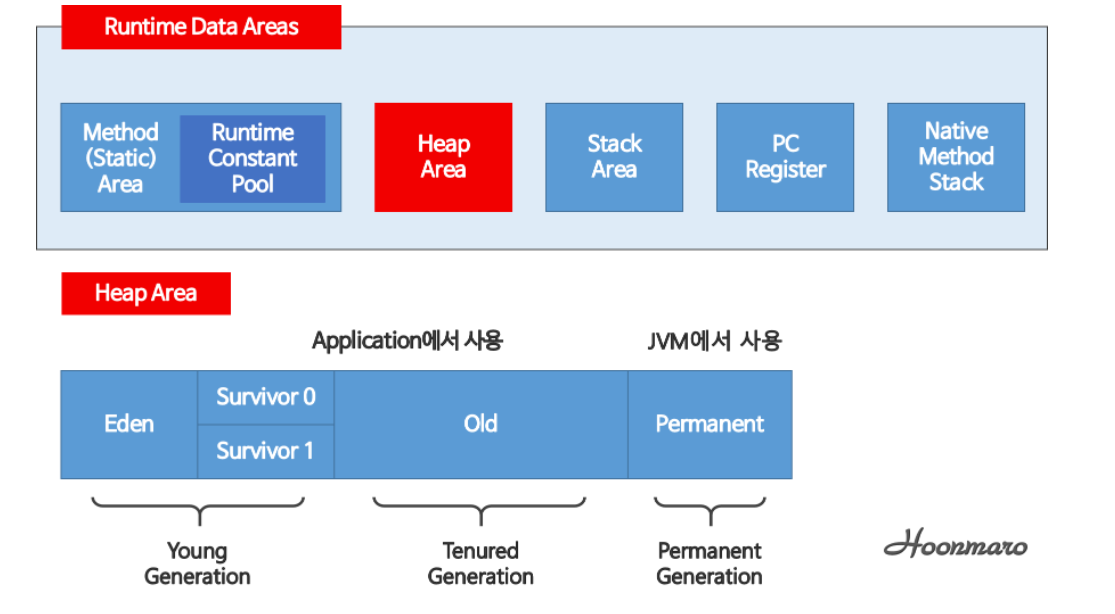 Runtime Data Areas
Method
(Static)
Area
Runtime
Constant
Pool
Heap
Area
Stack
Area
PC
Register
Native
Method
Stack
Heap Area
Application에서 사용
JVM에서 사용
Eden
Survivor 0
Survivor 1
Old
Permanent
Young
Generation
Tenured
Generation
Permanent
Generation
Hoonmaro